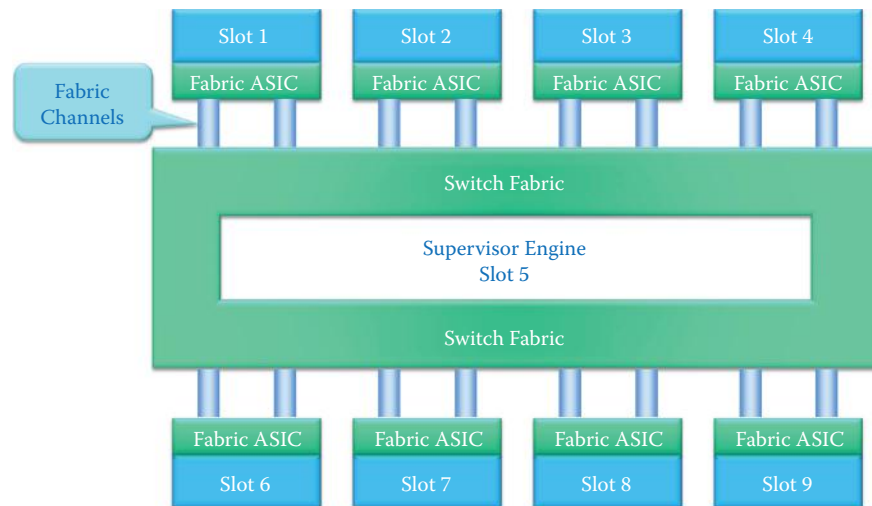 Slot 1
Slot 2
Slot 3
Slot 4
Fabric ASIC
Fabric ASIC
Fabric ASIC
Fabric ASIC
Fabric
Channels
Switch Fabric
Supervisor Engine
Slot 5
Switch Fabric
Fabric ASIC
Fabric ASIC
Fabric ASIC
Fabric ASIC
Slot 6
Slot 7
Slot 8
Slot 9